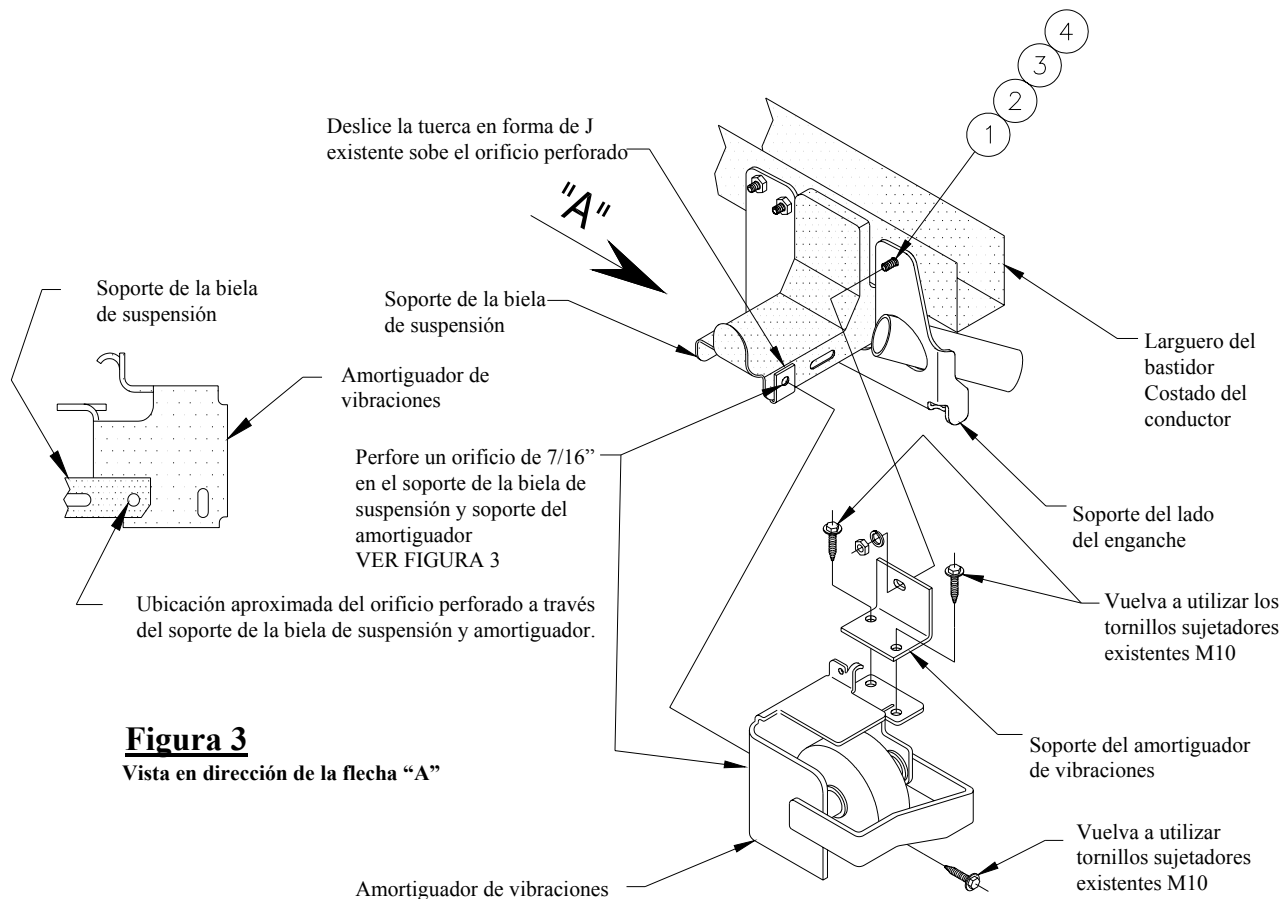 4
3
2
1
Deslice la tuerca en forma de J
existente sobe el orificio perforado
"A"
Soporte de la biela
de suspensión
Soporte de la biela
de suspensión
Larguero del
bastidor
Costado del
conductor
Amortiguador de
vibraciones
Perfore un orificio de 7/16”
en el soporte de la biela de
suspensión y soporte del
amortiguador
VER FIGURA 3
Soporte del lado
del enganche
Ubicación aproximada del orificio perforado a través
del soporte de la biela de suspensión y amortiguador.
Vuelva a utilizar los
tornillos sujetadores
existentes M10
Figura 3
Vista en dirección de la flecha “A”
Soporte del amortiguador
de vibraciones
Vuelva a utilizar
tornillos sujetadores
existentes M10
Amortiguador de vibraciones